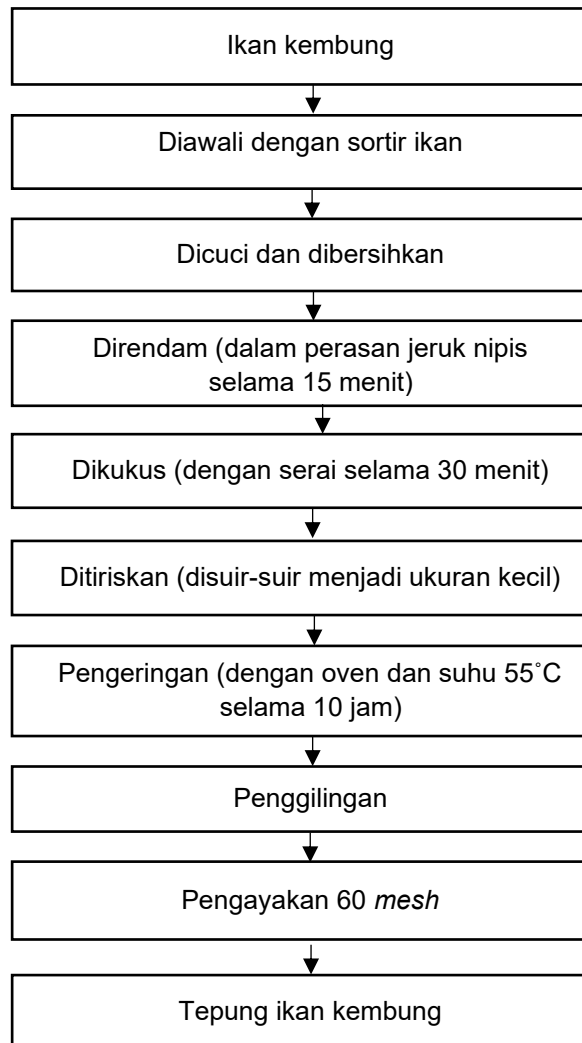 Ikan kembung
Diawali dengan sortir ikan
Dicuci dan dibersihkan
Direndam (dalam perasan jeruk nipis
selama 15 menit)
Dikukus (dengan serai selama 30 menit)
Ditiriskan (disuir-suir menjadi ukuran kecil)
Pengeringan (dengan oven dan suhu 55˚C
selama 10 jam)
Penggilingan
Pengayakan 60 mesh
Tepung ikan kembung